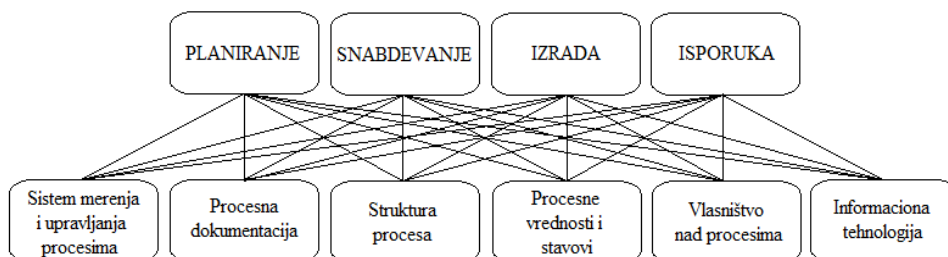 PLANIRANJE
SNABDEVANJE
IZRADA
ISPORUKA
Sistem merenja
i upravljanja
procesima
Procesna
dokumentacija
Struktura
procesa
Procesne
vrednosti i
stavovi
Vlasništvo
nad procesima
Informaciona
tehnologija